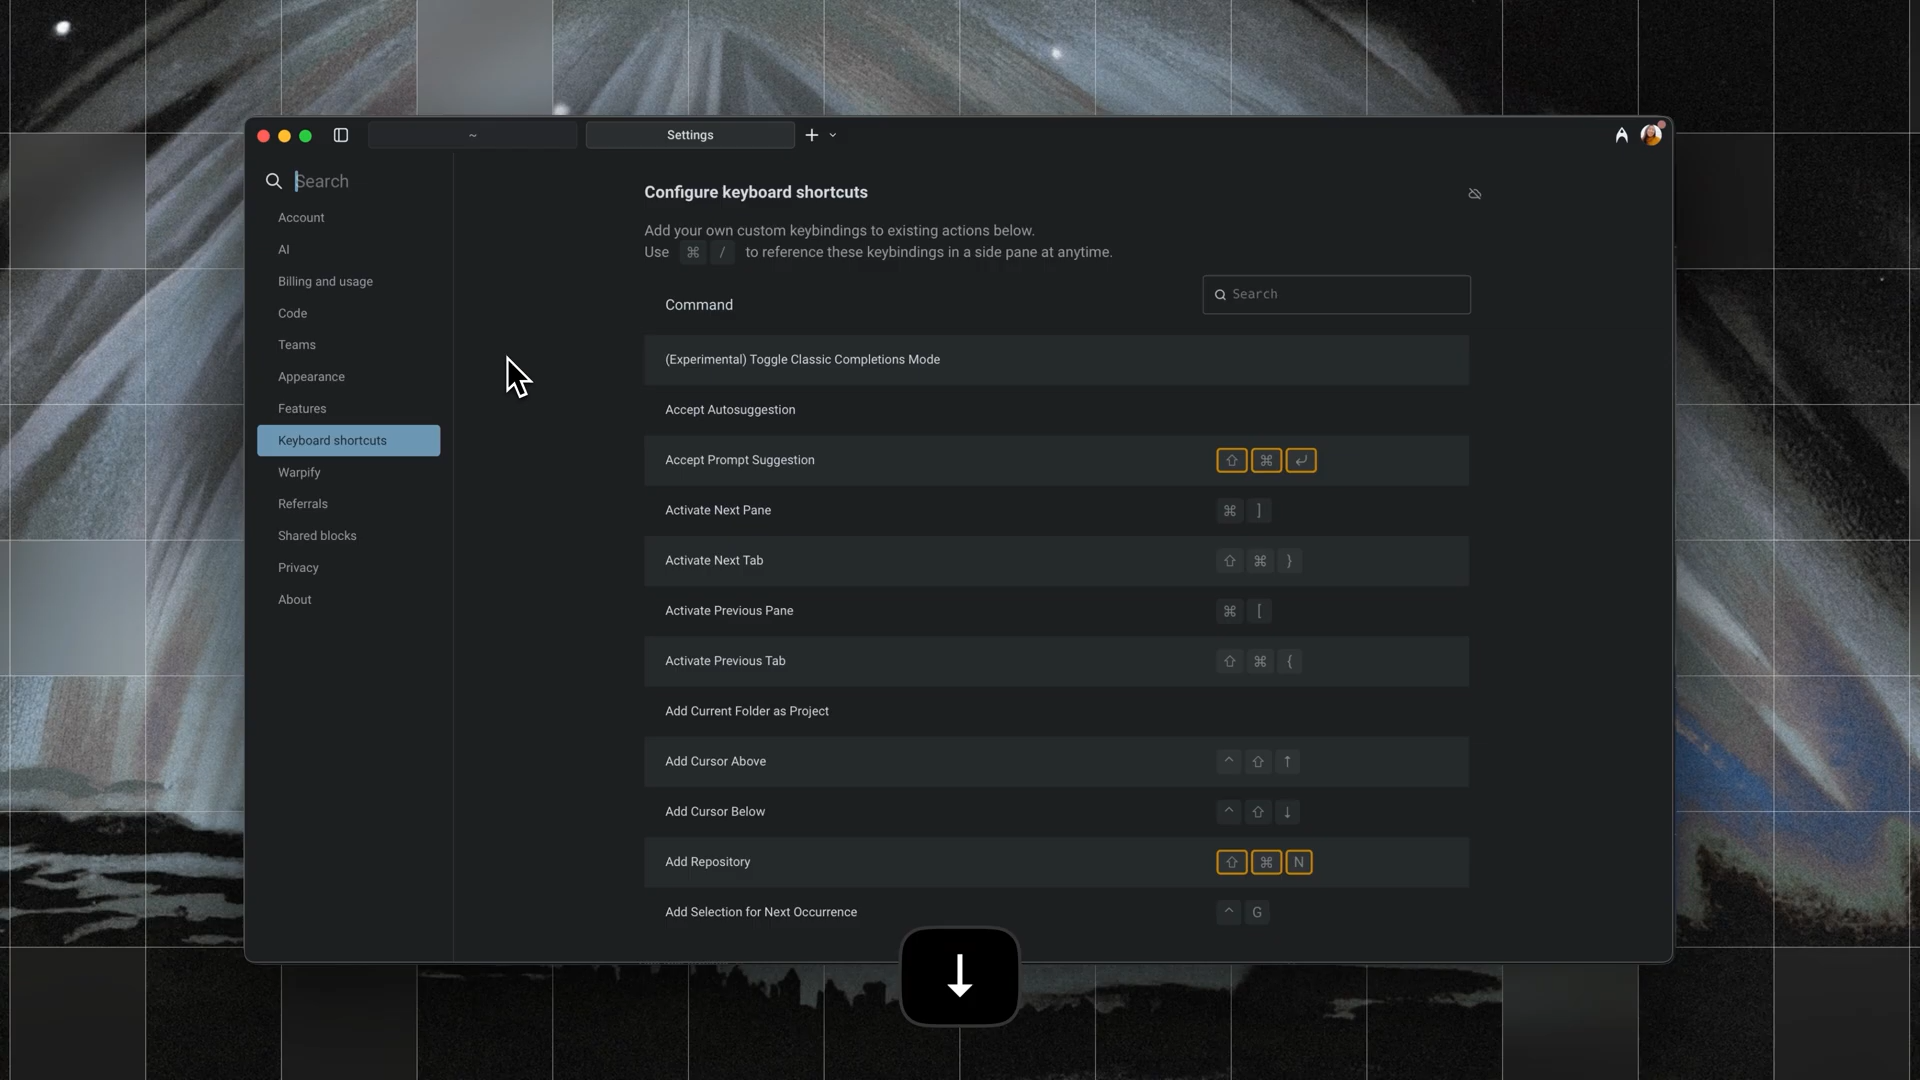 ~
Settings
Search
Account
AI
Billing and usage
Code
Teams
Appearance
Features
Keyboard shortcuts
Warpify
Referrals
Shared blocks
Privacy
About
Configure keyboard shortcuts
Add your own custom keybindings to existing actions below.
Use ⌘ / to reference these keybindings in a side pane at anytime.
Command
Search
(Experimental) Toggle Classic Completions Mode
Accept Autosuggestion
Accept Prompt Suggestion ⇧ ⌘ ↵
Activate Next Pane ⌘ ]
Activate Next Tab ⇧ ⌘ }
Activate Previous Pane ⌘ [
Activate Previous Tab ⇧ ⌘ {
Add Current Folder as Project
Add Cursor Above ^ ⇧ ↑
Add Cursor Below ^ ⇧ ↓
Add Repository ⇧ ⌘ N
Add Selection for Next Occurrence ^ G
↓